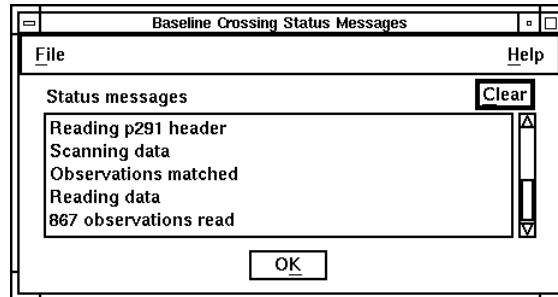 Baseline Crossing Status Messages
File Help
Status messages Clear
Reading p291 header
Scanning data
Observations matched
Reading data
867 observations read
OK